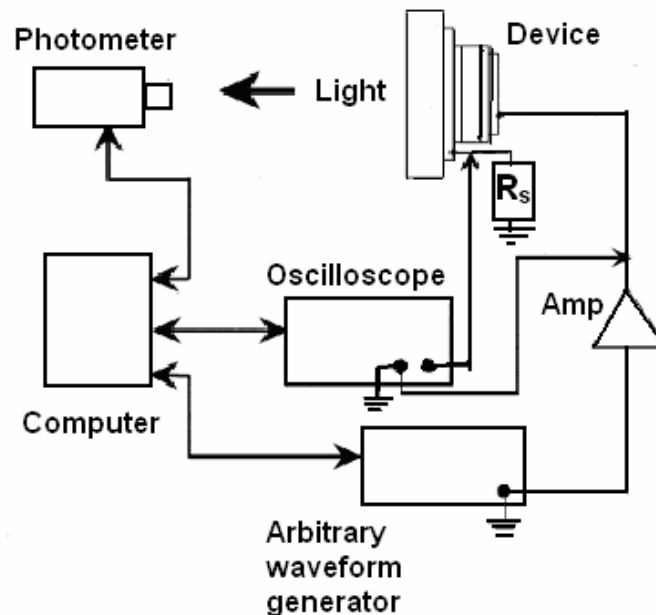 Photometer
Device
Light
Rs
Oscilloscope
Amp
Computer
Arbitrary
waveform
generator